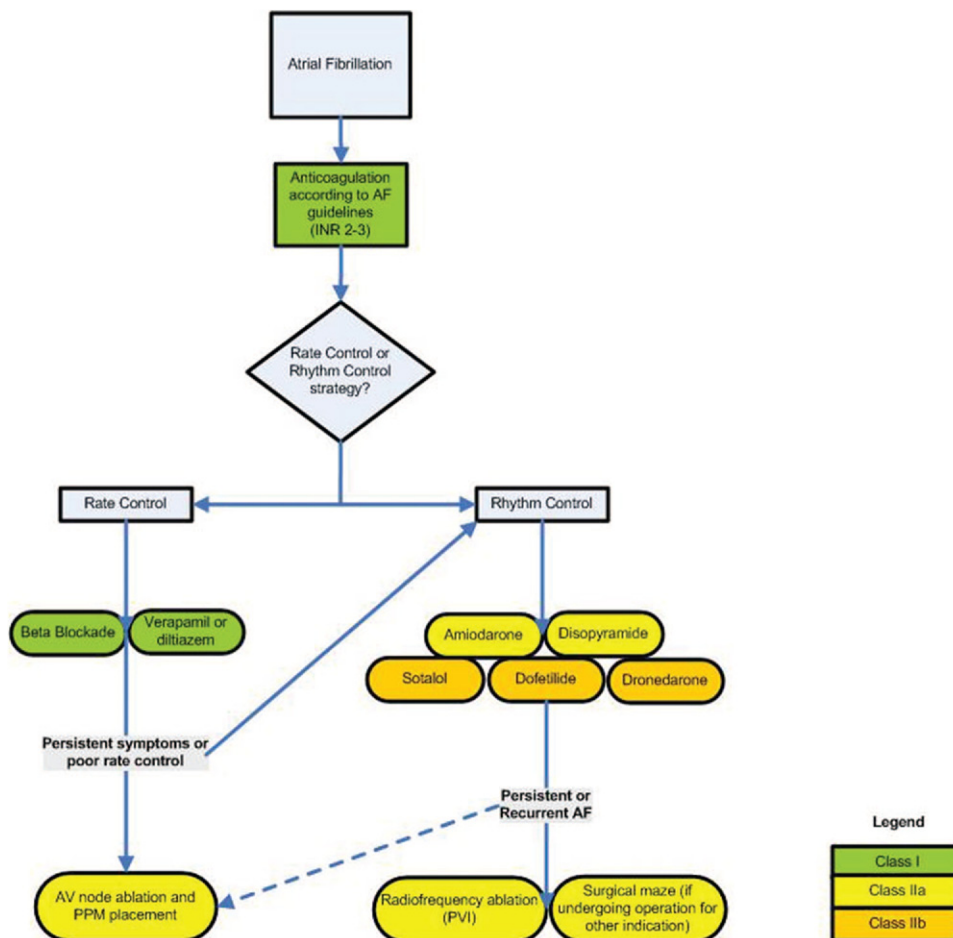 Atrial Fibrillation
Anticoagulation
according to AF
guidelines
(INR 2-3)
Rate Control or
Rhythm Control
strategy?
Rate Control
Rhythm Control
Beta Blockade
Verapamil or
diltiazem
Amiodarone
Disopyramide
Sotalol
Dofetilide
Dronedarone
Persistent symptoms or
poor rate control
Persistent or
Recurrent AF
AV node ablation and
PPM placement
Radiofrequency ablation
(PVI)
Surgical maze (if
undergoing operation for
other indication)
Legend
Class I
Class IIa
Class IIb